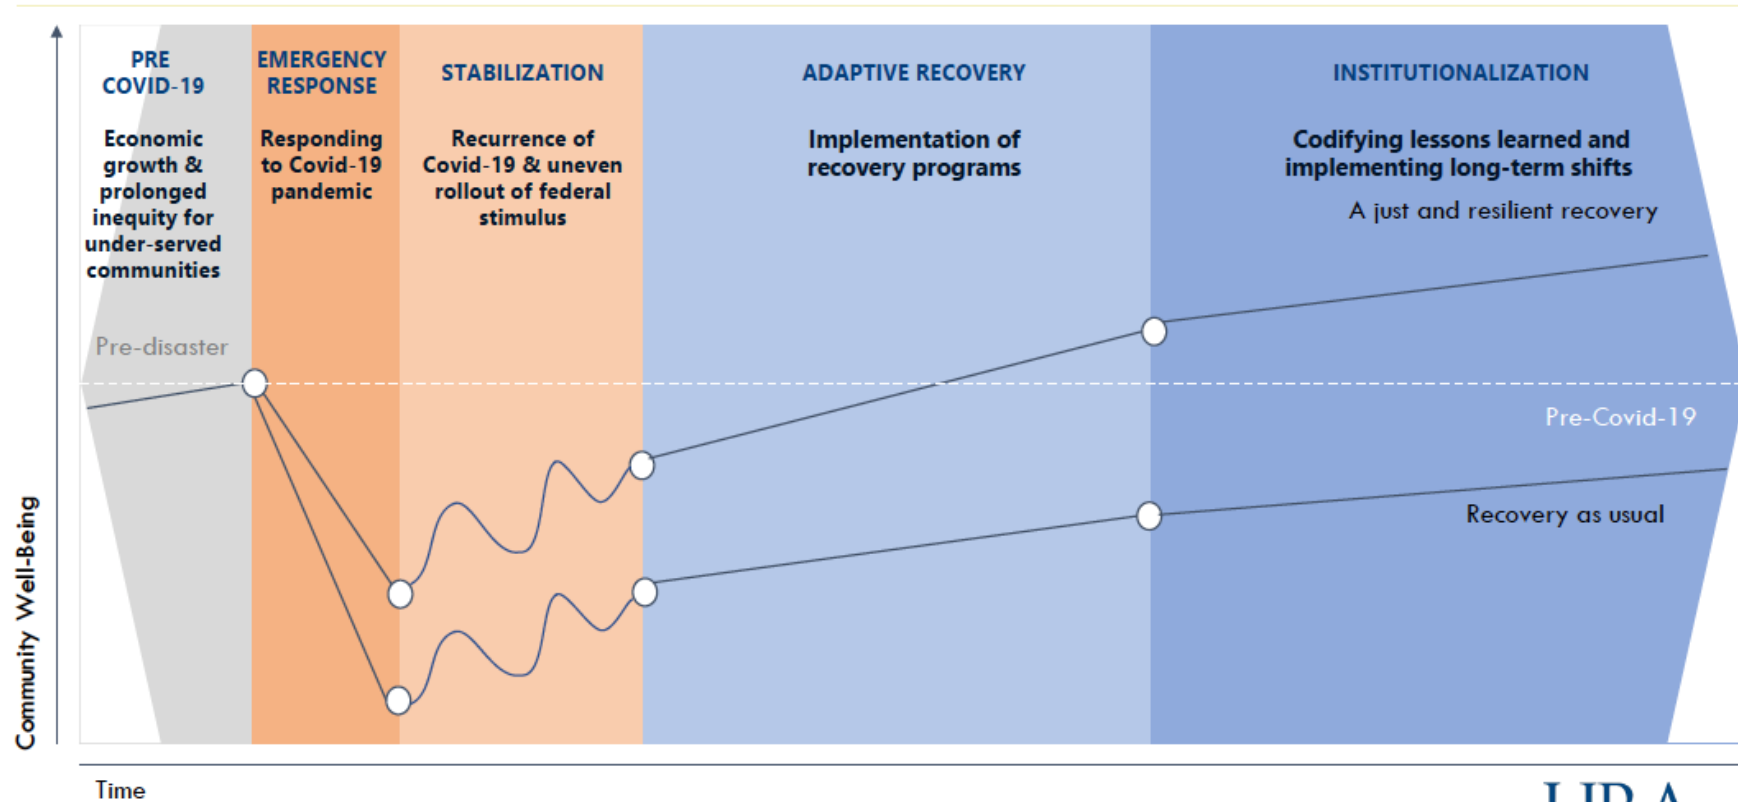 PRE
COVID-19
Economic
growth &
prolonged
inequity for
under-served
communities
EMERGENCY
RESPONSE
Responding
to Covid-19
pandemic
STABILIZATION
Recurrence of
Covid-19 & uneven
rollout of federal
stimulus
ADAPTIVE RECOVERY
Implementation of
recovery programs
INSTITUTIONALIZATION
Codifying lessons learned and
implementing long-term shifts
A just and resilient recovery
Pre-disaster
Pre-Covid-19
Recovery as usual
Community Well-Being
Time